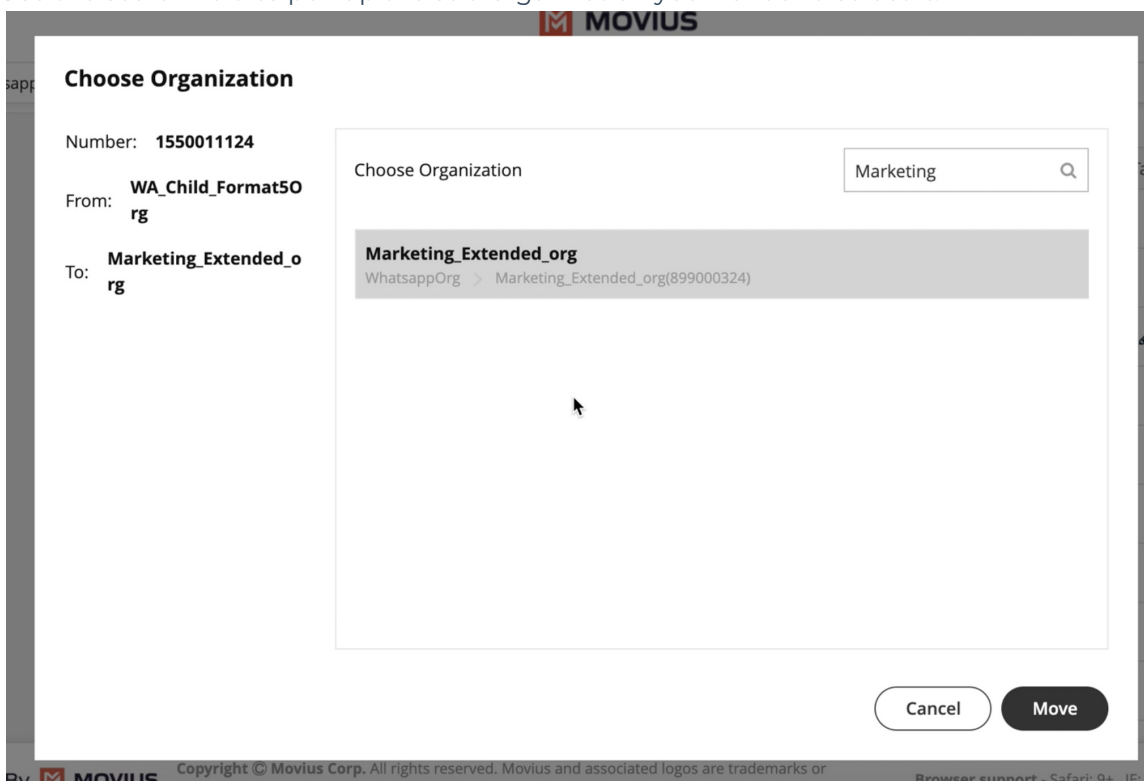 MOVIUS
Choose Organization
Number: 1550011124
From: WA_Child_Format5O
rg
To: Marketing_Extended_o
rg
Choose Organization
Marketing
Marketing_Extended_org
WhatsappOrg > Marketing_Extended_org(899000324)
Cancel
Move
By MOVIUS
Copyright © Movius Corp. All rights reserved. Movius and associated logos are trademarks or
Browser support - Safari: 9+